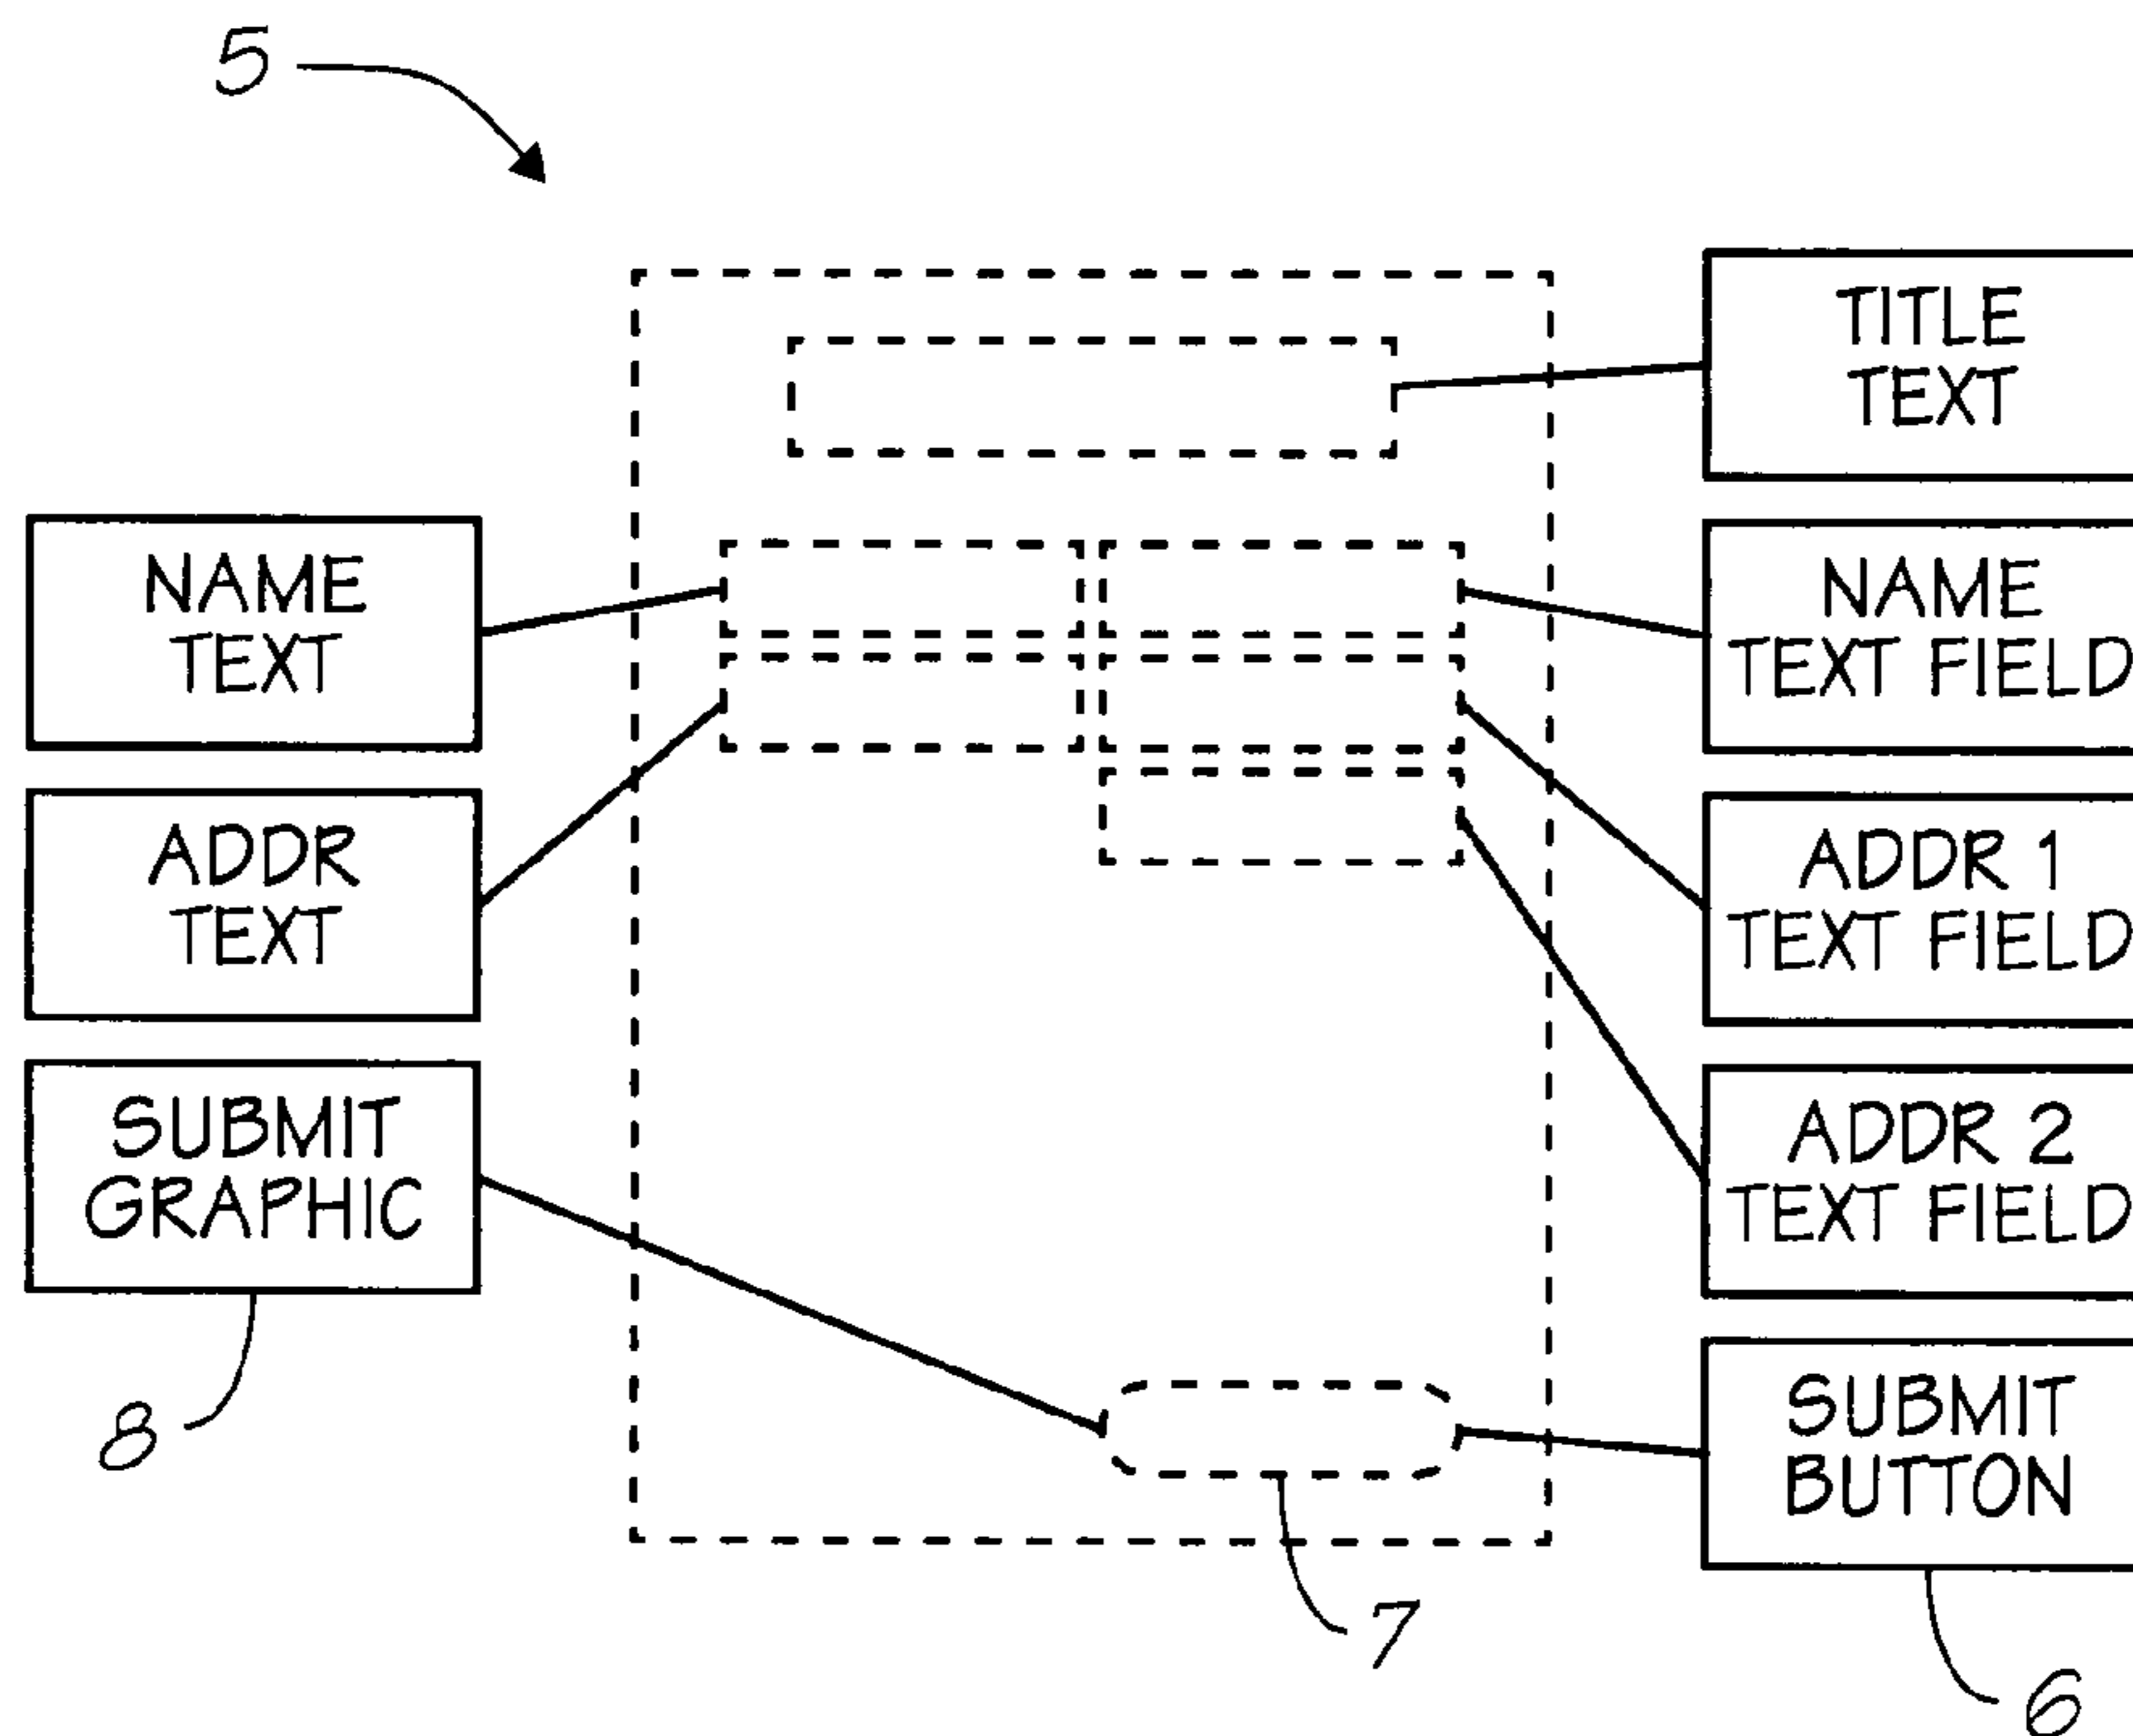 5
TITLE
TEXT
NAME
TEXT
NAME
TEXT FIELD
ADDR
TEXT
ADDR 1
TEXT FIELD
SUBMIT
GRAPHIC
ADDR 2
TEXT FIELD
SUBMIT
BUTTON
8
7
6